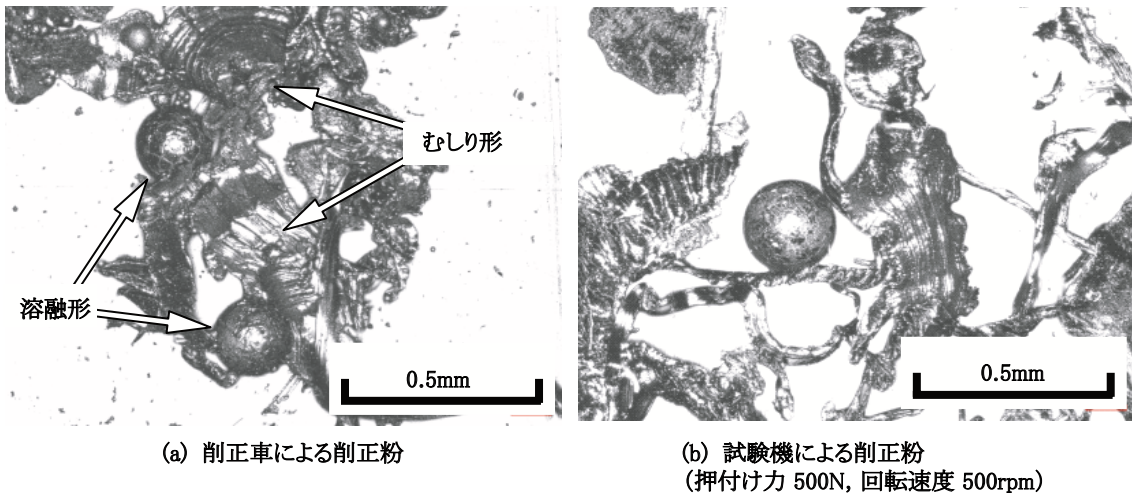 むしり形
溶融形
0.5mm
0.5mm
(a) 削正車による削正粉
(b) 試験機による削正粉
(押付け力 500N, 回転速度 500rpm)